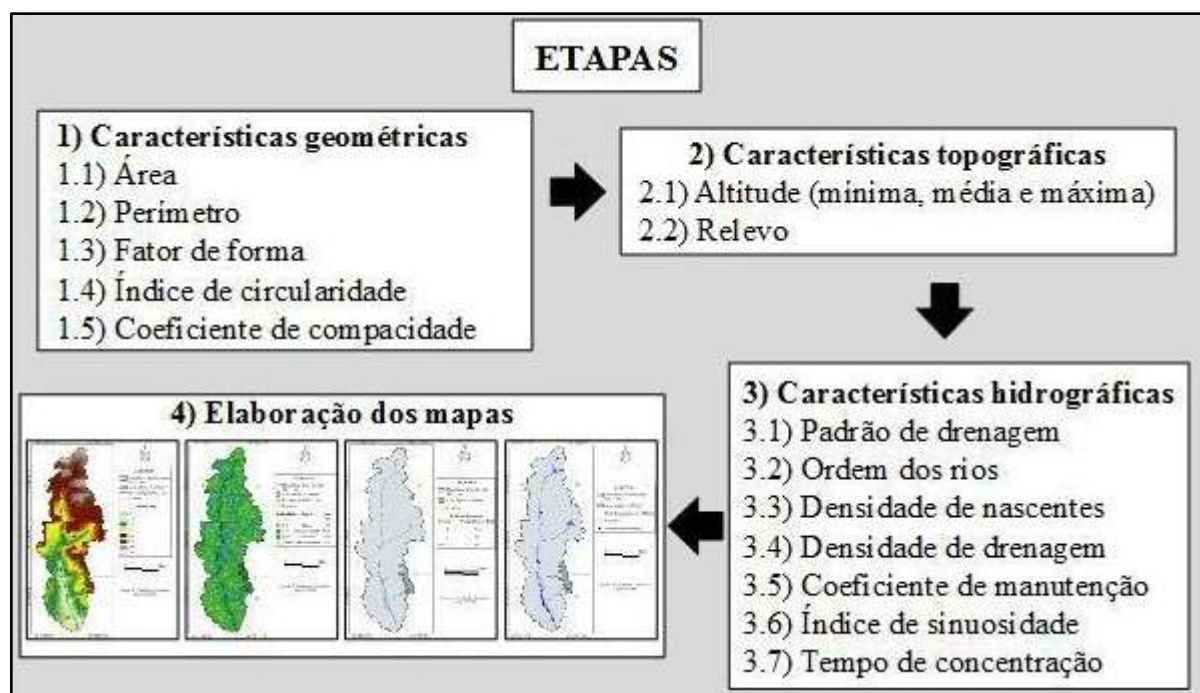 ETAPAS
1) Características geométricas
1.1) Área
1.2) Perímetro
1.3) Fator de forma
1.4) Índice de circularidade
1.5) Coeficiente de compacidade
2) Características topográficas
2.1) Altitude (mínima, média e máxima)
2.2) Relevo
3) Características hidrográficas
3.1) Padrão de drenagem
3.2) Ordem dos rios
3.3) Densidade de nascentes
3.4) Densidade de drenagem
3.5) Coeficiente de manutenção
3.6) Índice de sinuosidade
3.7) Tempo de concentração
4) Elaboração dos mapas